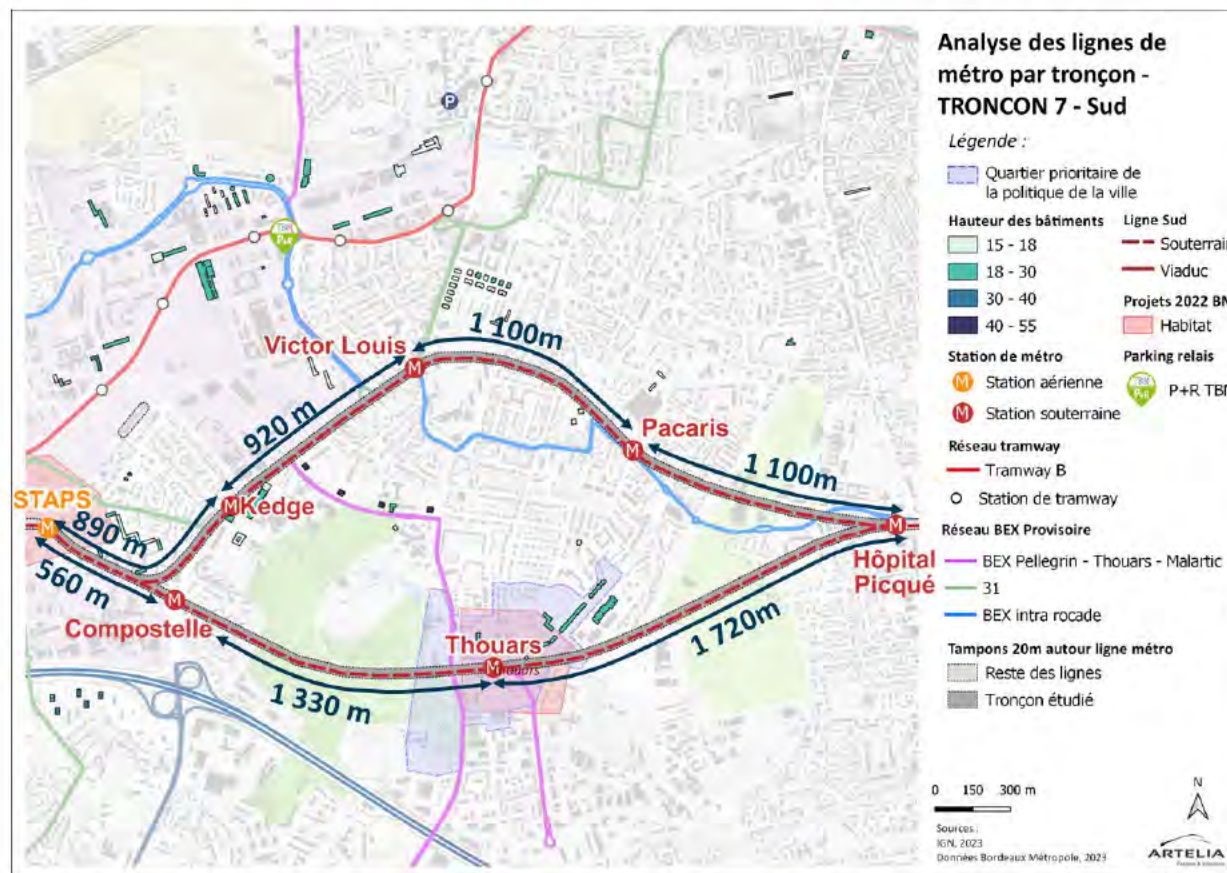 Analyse des lignes de
métro par tronçon -
TRONCON 7 - Sud
Légende :
Quartier prioritaire de
la politique de la ville
Hauteur des bâtiments
15 - 18
18 - 30
30 - 40
40 - 55
Ligne Sud
Souterrain
Viaduc
Projets 2022 BM
Habitat
Station de métro
M Station aérienne
M Station souterraine
Parking relais
TBM P+R P+R TBM
Réseau tramway
Tramway B
Station de tramway
Réseau BEX Provisoire
BEX Pellegrin - Thouars - Malartic
31
BEX intra rocade
Tampons 20m autour ligne métro
Reste des lignes
Tronçon étudié
0 150 300 m
N
Sources :
IGN, 2023
Données Bordeaux Métropole, 2023
ARTELIA
P
TBM
P+R
1 100m
Victor Louis
M
920 m
Pacaris
M
1 100m
STAPS
M
890 m
M
Kedge
560 m
M
Compostelle
M
Hôpital
Picqué
Thouars
M
1 330 m
1 720m